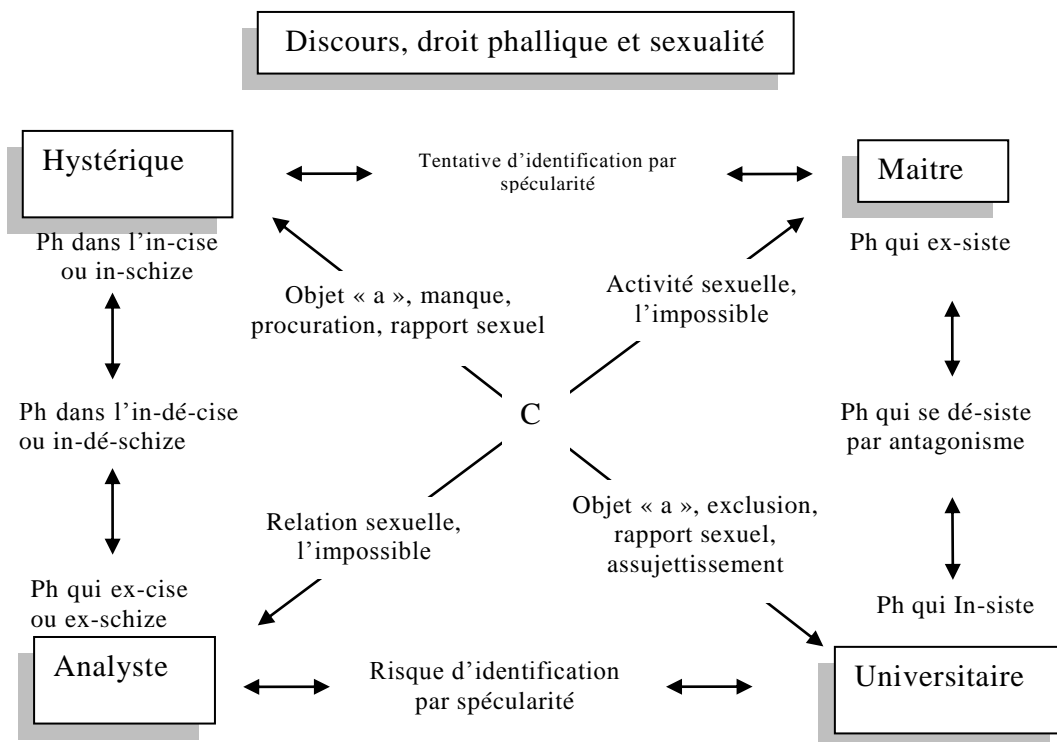 Discours, droit phallique et sexualité
Hystérique
Tentative d’identification par
spécularité
Maitre
Ph dans l’in-cise
ou in-schize
Ph qui ex-siste
Objet « a », manque,
procuration, rapport sexuel
Activité sexuelle,
l’impossible
Ph dans l’in-dé-cise
ou in-dé-schize
C
Ph qui se dé-siste
par antagonisme
Relation sexuelle,
l’impossible
Objet « a », exclusion,
rapport sexuel,
assujettissement
Ph qui ex-cise
ou ex-schize
Ph qui In-siste
Analyste
Risque d’identification
par spécularité
Universitaire